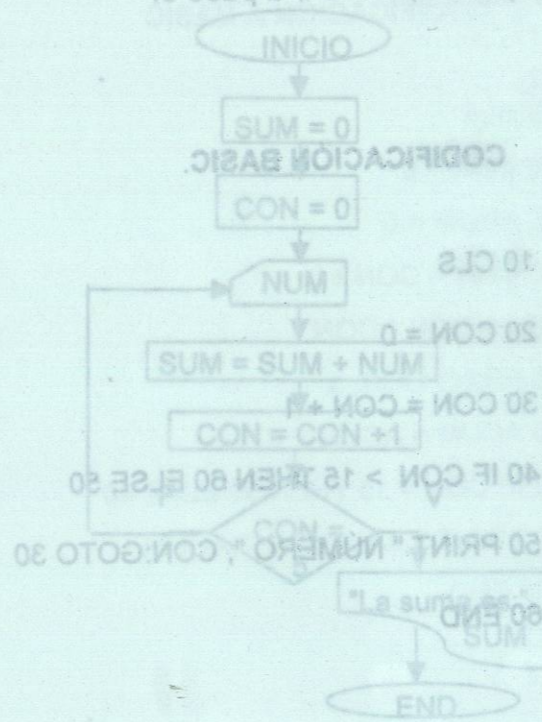 INICIO
SUM = 0
CODIFICACIÓN BASIC.
CON = 0
10 CLS
NUM
20 CON = 0
SUM = SUM + NUM
30 CON = CON + 1
CON = CON +1
40 IF CON > 15 THEN 60 ELSE 50
F
V
CON =
50 PRINT " NÚMERO ", CON:GOTO 30
"La suma es:"
SUM
60 END
END